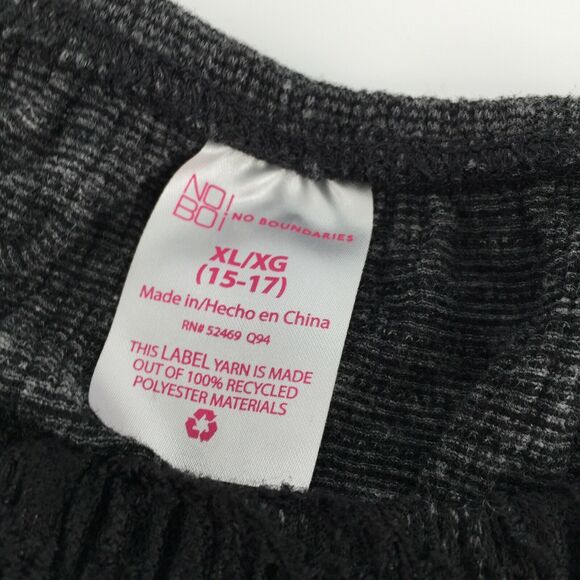 NO
BO
NO BOUNDARIES
XL/XG
(15-17)
Made in/Hecho en China
RN# 52469 Q94
THIS LABEL YARN IS MADE
OUT OF 100% RECYCLED
POLYESTER MATERIALS